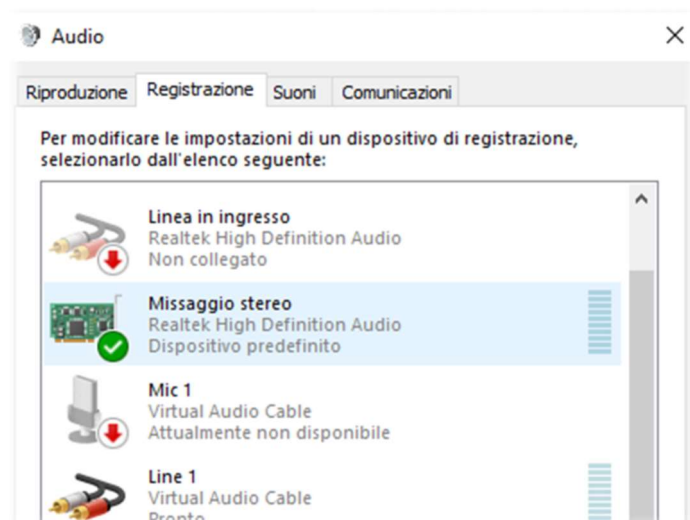 Audio
Riproduzione Registrazione Suoni Comunicazioni
Per modificare le impostazioni di un dispositivo di registrazione,
selezionarlo dall'elenco seguente:
Linea in ingresso
Realtek High Definition Audio
Non collegato
Missaggio stereo
Realtek High Definition Audio
Dispositivo predefinito
Mic 1
Virtual Audio Cable
Attualmente non disponibile
Line 1
Virtual Audio Cable
Pronto